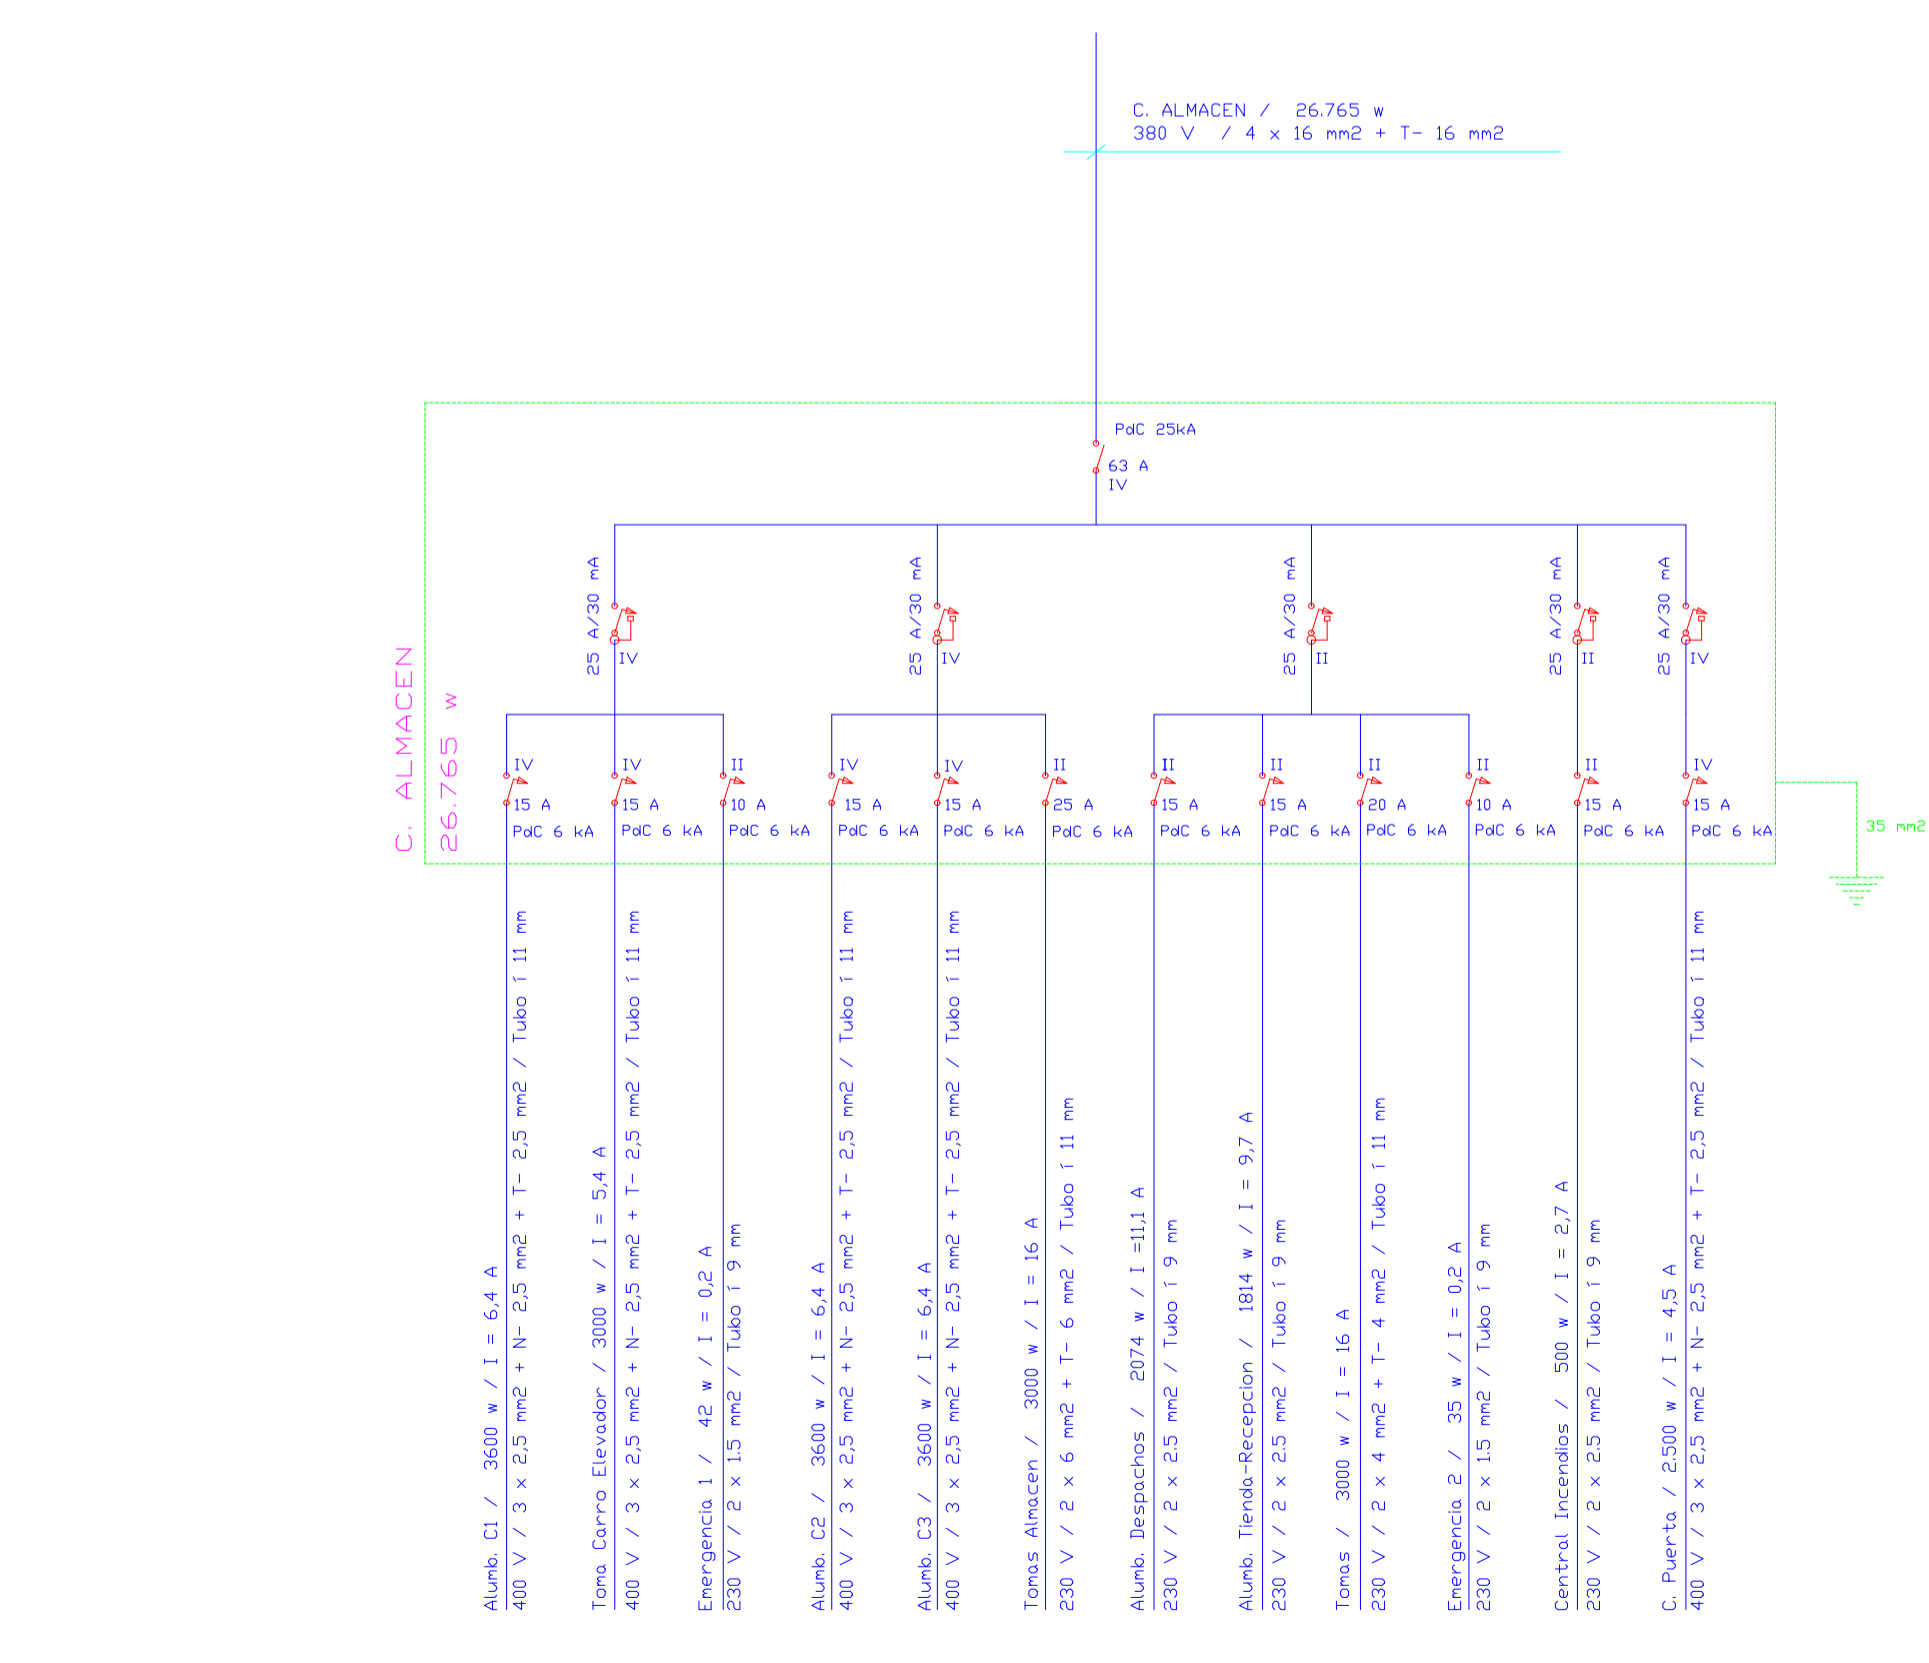 C. ALMACEN / 26.765 w
380 V / 4 x 16 mm2 + T- 16 mm2
PdC 25kA
63 A
IV
C. ALMACEN
26.765 w
25 A/30 mA
IV
25 A/30 mA
IV
25 A/30 mA
II
25 A/30 mA
II
25 A/30 mA
IV
IV
15 A
PdC 6 kA
IV
15 A
PdC 6 kA
II
10 A
PdC 6 kA
IV
15 A
PdC 6 kA
IV
15 A
PdC 6 kA
II
25 A
PdC 6 kA
II
15 A
PdC 6 kA
II
15 A
PdC 6 kA
II
20 A
PdC 6 kA
II
10 A
PdC 6 kA
II
15 A
PdC 6 kA
IV
15 A
PdC 6 kA
35 mm2
Alumb. C1 / 3600 w / I = 6,4 A
400 V / 3 x 2,5 mm2 + N- 2,5 mm2 + T- 2,5 mm2 / Tubo í 11 mm
Toma Carro Elevador / 3000 w / I = 5,4 A
400 V / 3 x 2,5 mm2 + N- 2,5 mm2 + T- 2,5 mm2 / Tubo í 11 mm
Emergencia 1 / 42 w / I = 0,2 A
230 V / 2 x 1.5 mm2 / Tubo í 9 mm
Alumb. C2 / 3600 w / I = 6,4 A
400 V / 3 x 2,5 mm2 + N- 2,5 mm2 + T- 2,5 mm2 / Tubo í 11 mm
Alumb. C3 / 3600 w / I = 6,4 A
400 V / 3 x 2,5 mm2 + N- 2,5 mm2 + T- 2,5 mm2 / Tubo í 11 mm
Tomas Almacen / 3000 w / I = 16 A
230 V / 2 x 6 mm2 + T- 6 mm2 / Tubo í 11 mm
Alumb. Despachos / 2074 w / I =11,1 A
230 V / 2 x 2.5 mm2 / Tubo í 9 mm
Alumb. Tienda-Recepcion / 1814 w / I = 9,7 A
230 V / 2 x 2.5 mm2 / Tubo í 9 mm
Tomas / 3000 w / I = 16 A
230 V / 2 x 4 mm2 + T- 4 mm2 / Tubo í 11 mm
Emergencia 2 / 35 w / I = 0,2 A
230 V / 2 x 1.5 mm2 / Tubo í 9 mm
Central Incendios / 500 w / I = 2,7 A
230 V / 2 x 2.5 mm2 / Tubo í 9 mm
C. Puerta / 2.500 w / I = 4,5 A
400 V / 3 x 2,5 mm2 + N- 2,5 mm2 + T- 2,5 mm2 / Tubo í 11 mm